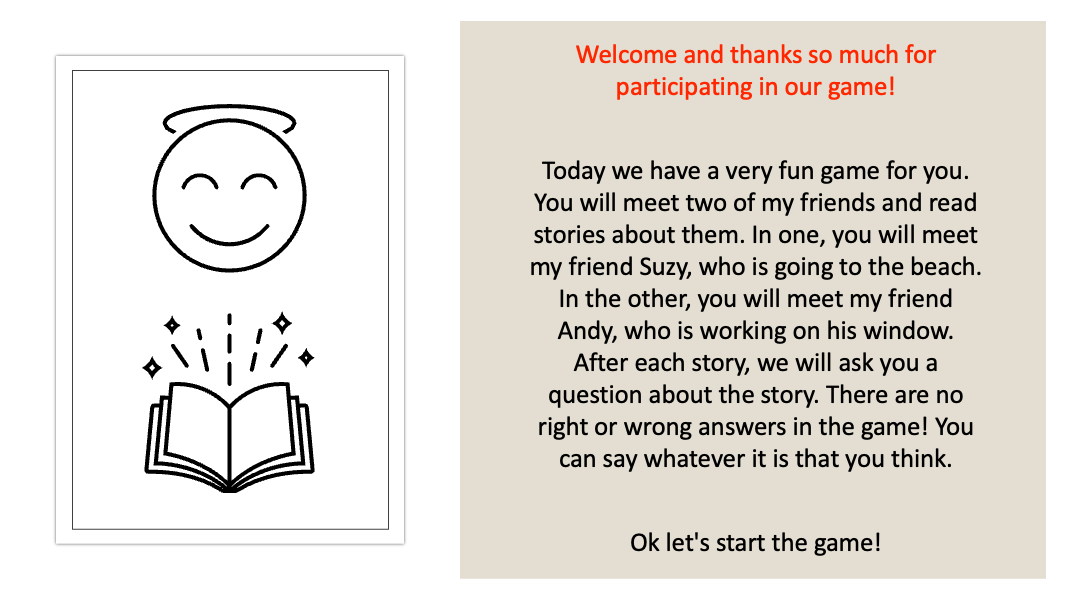 Welcome and thanks so much for
participating in our game!
Today we have a very fun game for you.
You will meet two of my friends and read
stories about them. In one, you will meet
my friend Suzy, who is going to the beach.
In the other, you will meet my friend
Andy, who is working on his window.
After each story, we will ask you a
question about the story. There are no
right or wrong answers in the game! You
can say whatever it is that you think.
Ok let's start the game!